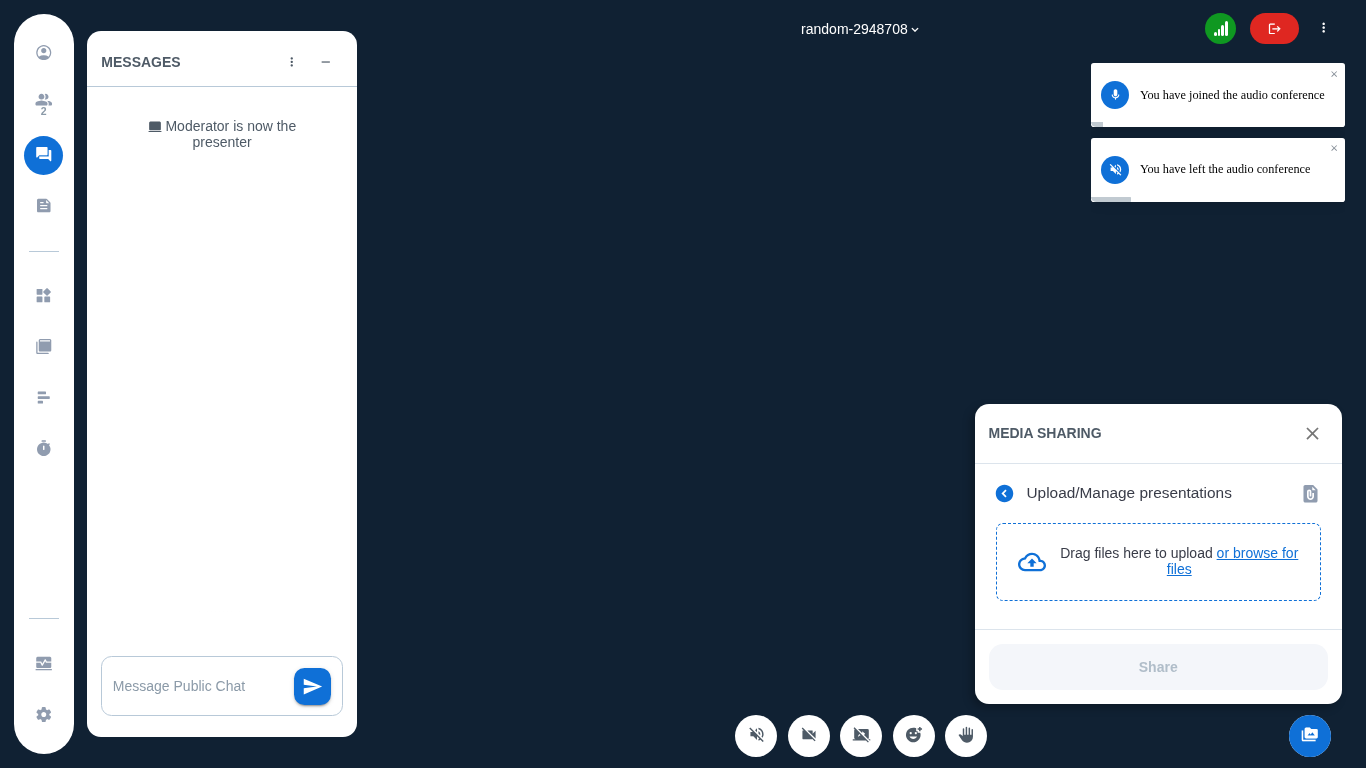 random-2948708
2
MESSAGES
Moderator is now the
presenter
Message Public Chat
You have joined the audio conference
You have left the audio conference
MEDIA SHARING
Upload/Manage presentations
Drag files here to upload or browse for
files
Share